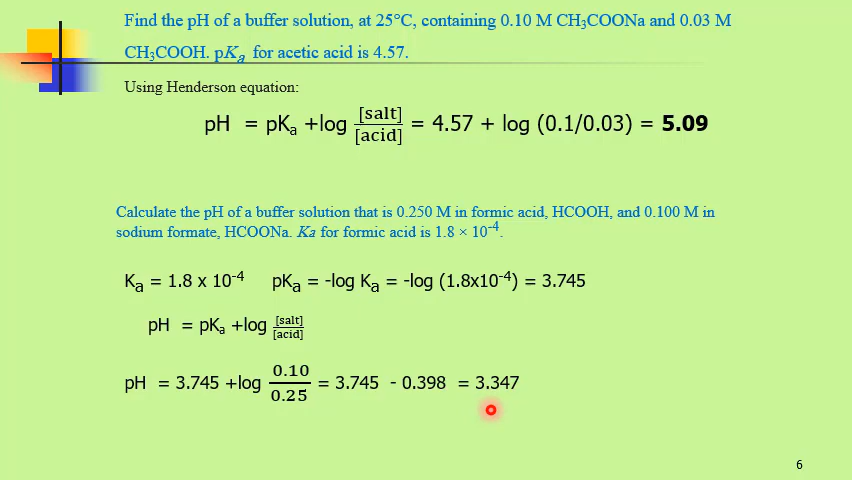 Find the pH of a buffer solution, at 25°C, containing 0.10 M CH₃COONa and 0.03 M
CH₃COOH. pKₐ for acetic acid is 4.57.
Using Henderson equation:
pH = pKₐ +log [salt]/[acid] = 4.57 + log (0.1/0.03) = 5.09
Calculate the pH of a buffer solution that is 0.250 M in formic acid, HCOOH, and 0.100 M in
sodium formate, HCOONa. Ka for formic acid is 1.8 × 10⁻⁴.
Kₐ = 1.8 x 10⁻⁴ pKₐ = -log Kₐ = -log (1.8x10⁻⁴) = 3.745
pH = pKₐ +log [salt]/[acid]
pH = 3.745 +log 0.10/0.25 = 3.745 - 0.398 = 3.347
6